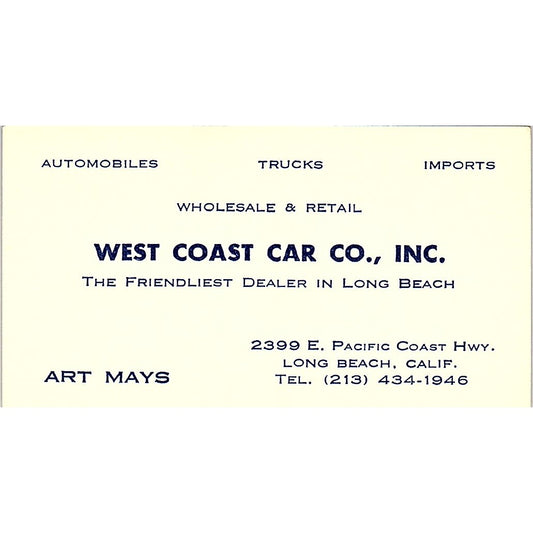 AUTOMOBILES TRUCKS IMPORTS
WHOLESALE & RETAIL
WEST COAST CAR CO., INC.
THE FRIENDLIEST DEALER IN LONG BEACH
2399 E. PACIFIC COAST HWY.
LONG BEACH, CALIF.
ART MAYS TEL. (213) 434-1946